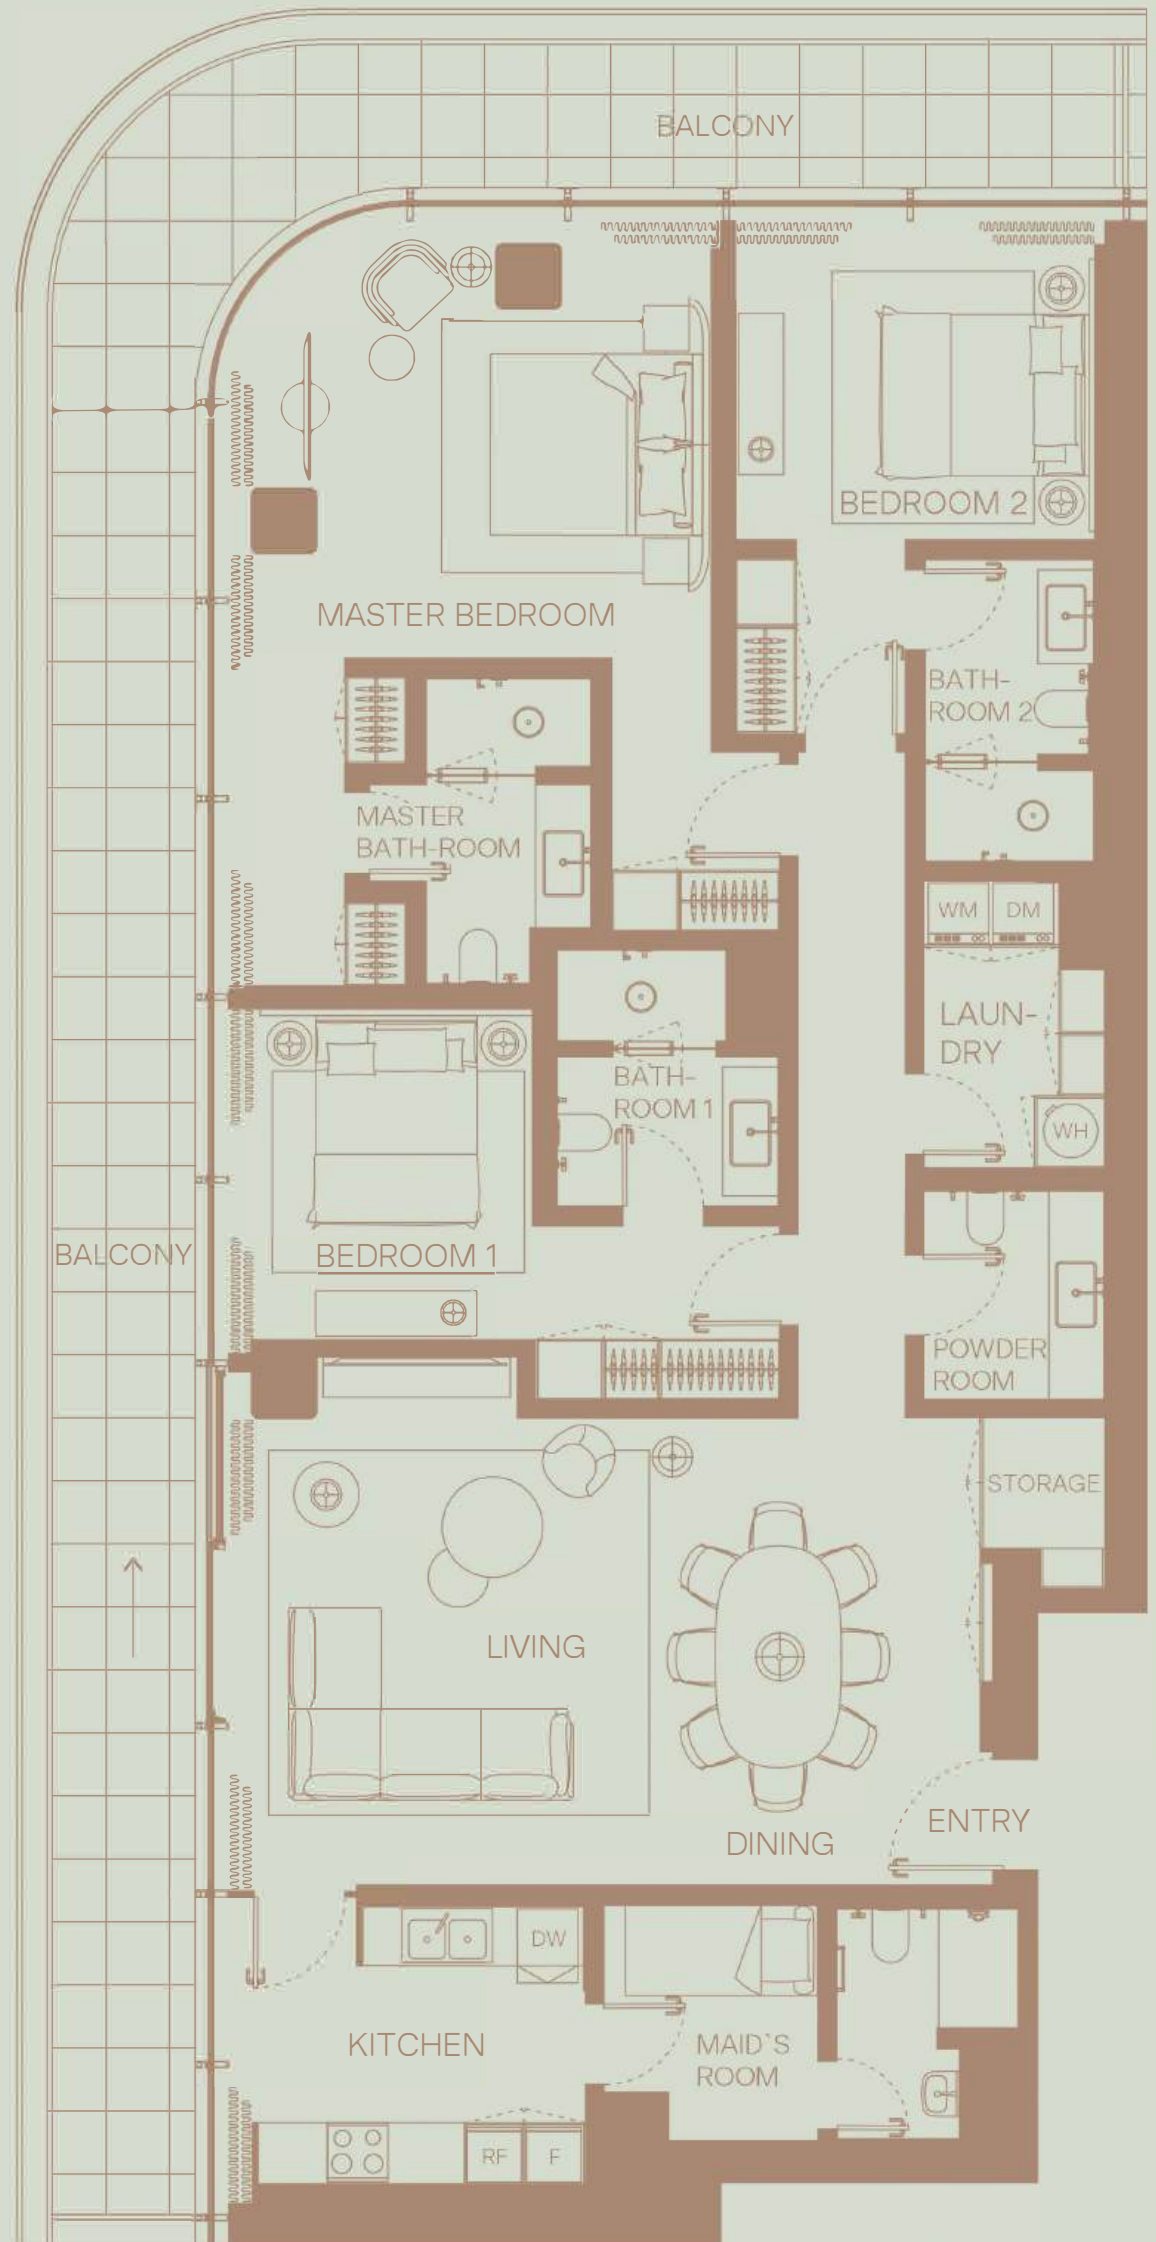 BALCONY
BEDROOM 2
MASTER BEDROOM
BATH-
ROOM 2
MASTER
BATH-ROOM
WM
DM
LAUN-
DRY
BATH-
ROOM 1
WH
BALCONY
BEDROOM 1
POWDER
ROOM
STORAGE
LIVING
ENTRY
DINING
DW
KITCHEN
MAID`S
ROOM
RF
F